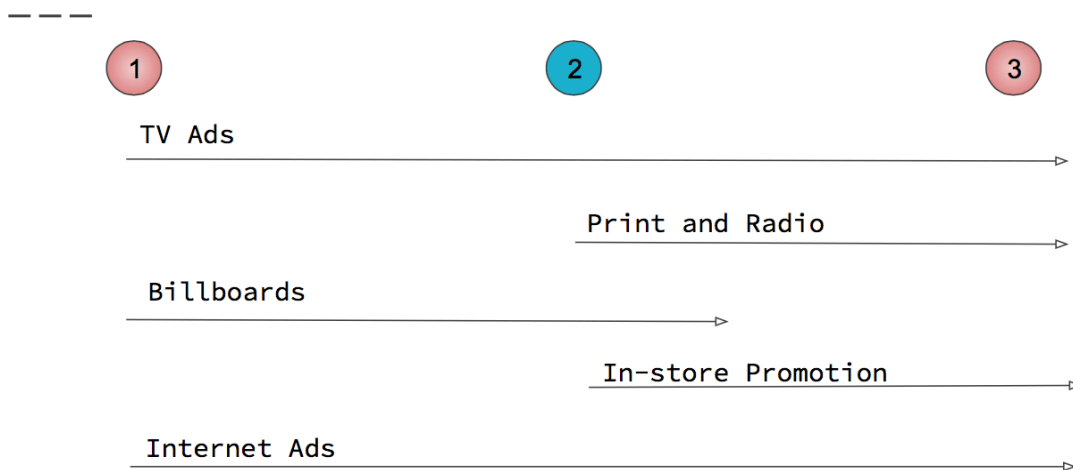 1 2 3
TV Ads
Print and Radio
Billboards
In-store Promotion
Internet Ads